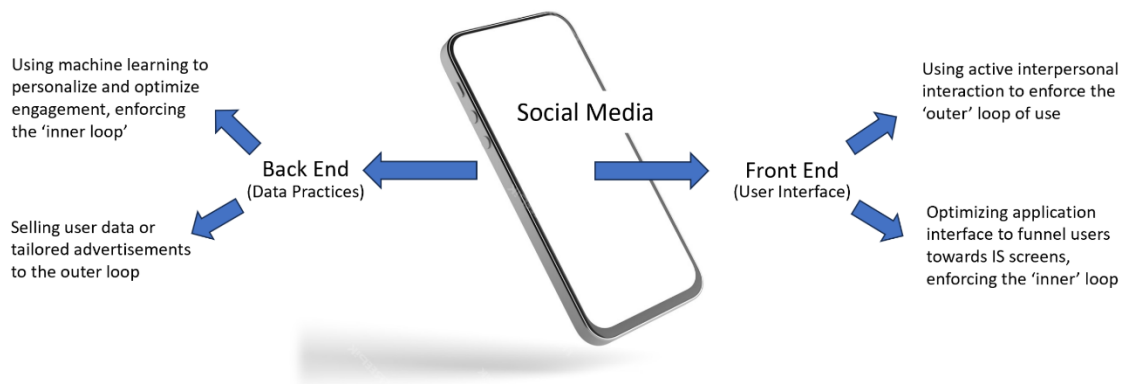 Using machine learning to
personalize and optimize
engagement, enforcing
the ‘inner loop’
Selling user data or
tailored advertisements
to the outer loop
Back End
(Data Practices)
Social Media
Front End
(User Interface)
Using active interpersonal
interaction to enforce the
‘outer’ loop of use
Optimizing application
interface to funnel users
towards IS screens,
enforcing the ‘inner’ loop